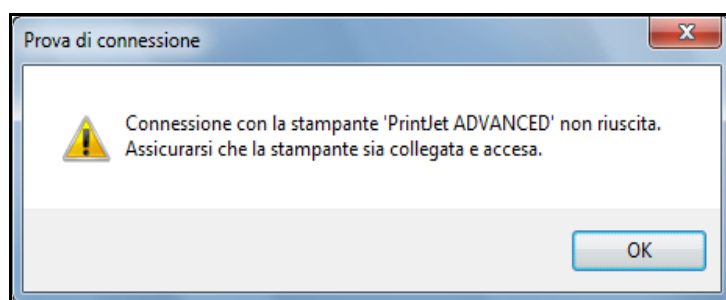 Prova di connessione
Connessione con la stampante 'PrintJet ADVANCED' non riuscita.
Assicurarsi che la stampante sia collegata e accesa.
OK